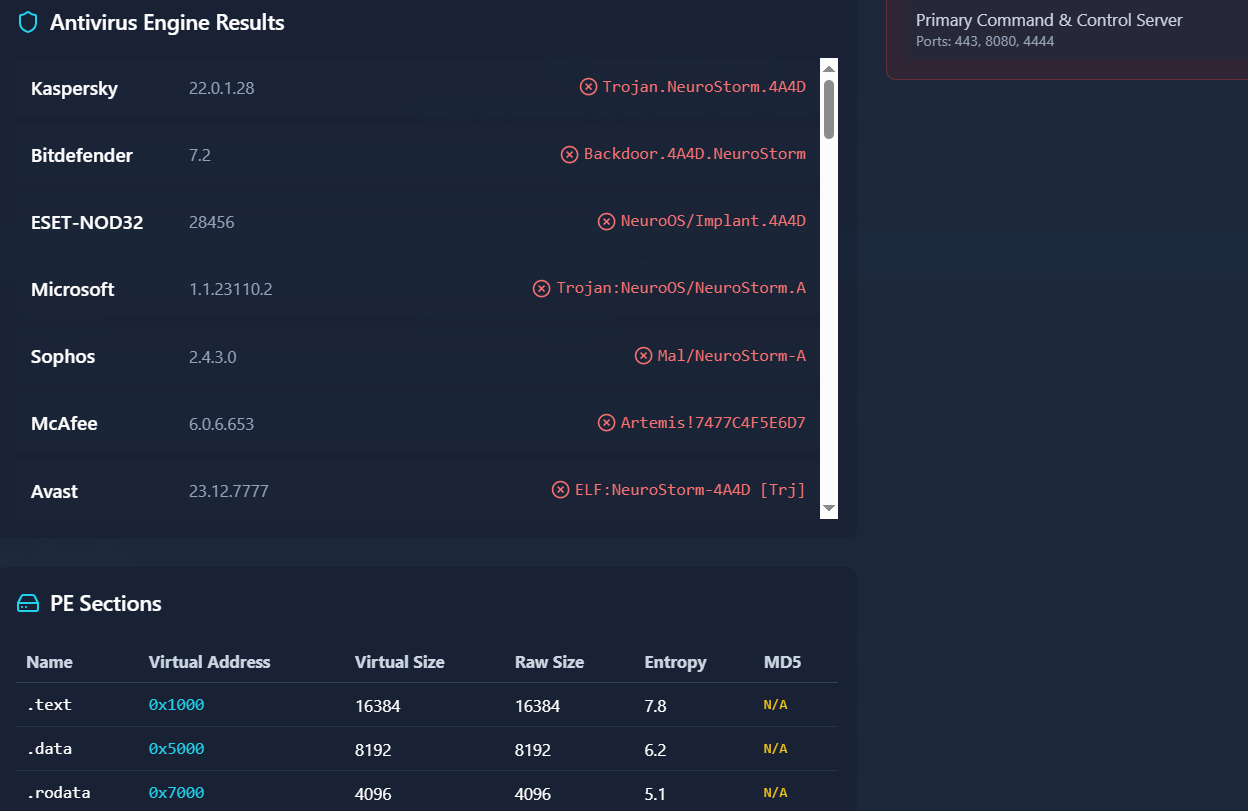 Antivirus Engine Results
Primary Command & Control Server
Ports: 443, 8080, 4444
Kaspersky 22.0.1.28 Trojan.NeuroStorm.4A4D
Bitdefender 7.2 Backdoor.4A4D.NeuroStorm
ESET-NOD32 28456 NeuroOS/Implant.4A4D
Microsoft 1.1.23110.2 Trojan:NeuroOS/NeuroStorm.A
Sophos 2.4.3.0 Mal/NeuroStorm-A
McAfee 6.0.6.653 Artemis!7477C4F5E6D7
Avast 23.12.7777 ELF:NeuroStorm-4A4D [Trj]
PE Sections
Name Virtual Address Virtual Size Raw Size Entropy MD5
.text 0x1000 16384 16384 7.8 N/A
.data 0x5000 8192 8192 6.2 N/A
.rodata 0x7000 4096 4096 5.1 N/A